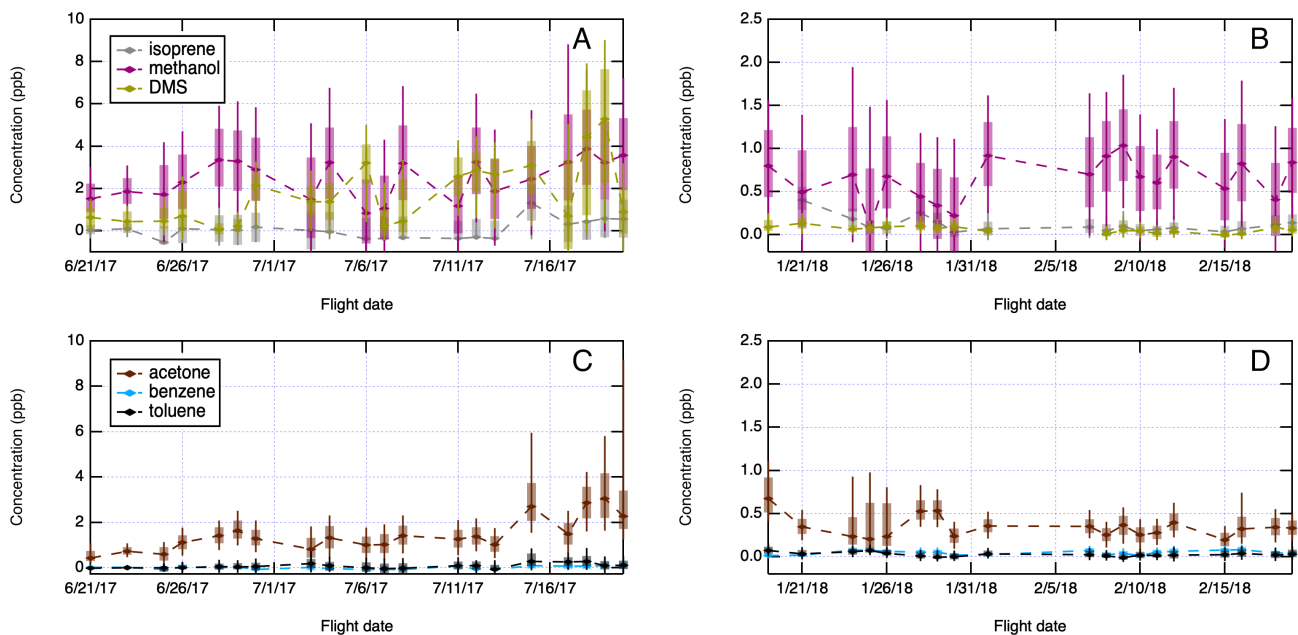 A
10
8
6
4
2
0
Concentration (ppb)
isoprene
methanol
DMS
6/21/17 6/26/17 7/1/17 7/6/17 7/11/17 7/16/17
Flight date
B
2.5
2.0
1.5
1.0
0.5
0.0
Concentration (ppb)
1/21/18 1/26/18 1/31/18 2/5/18 2/10/18 2/15/18
Flight date
C
10
8
6
4
2
0
Concentration (ppb)
acetone
benzene
toluene
6/21/17 6/26/17 7/1/17 7/6/17 7/11/17 7/16/17
Flight date
D
2.5
2.0
1.5
1.0
0.5
0.0
Concentration (ppb)
1/21/18 1/26/18 1/31/18 2/5/18 2/10/18 2/15/18
Flight date